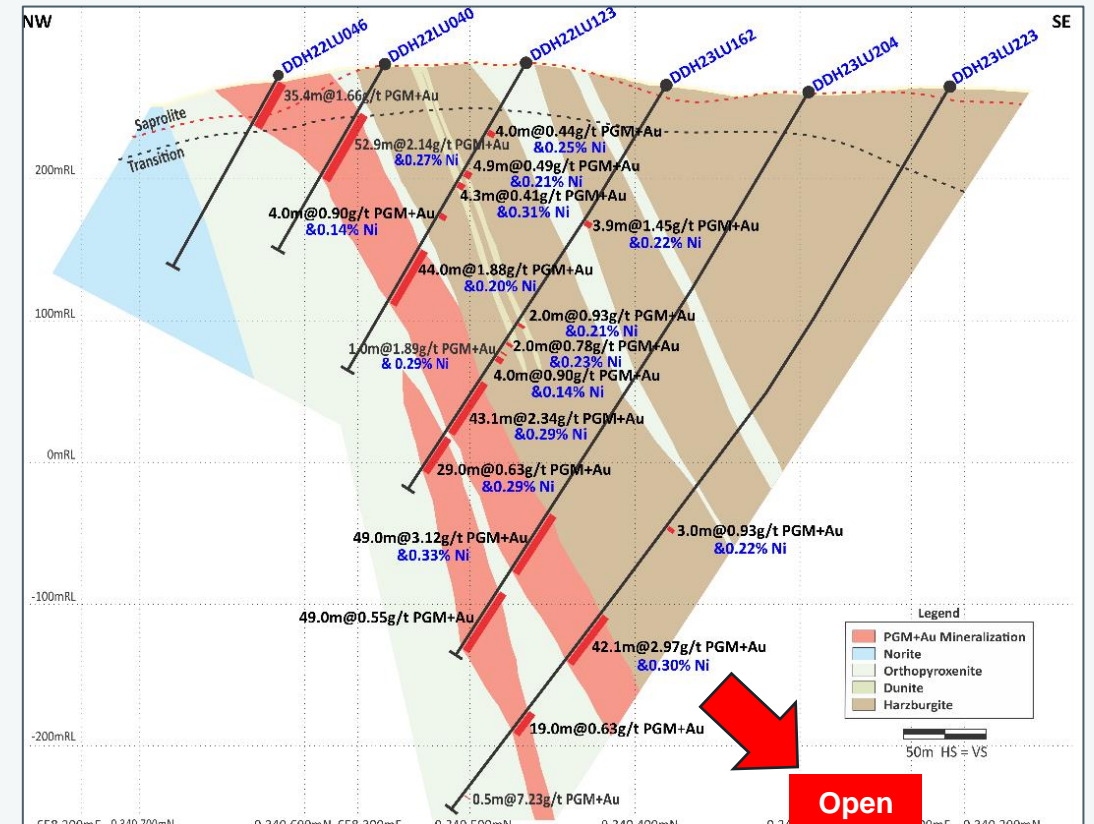 NW
SE
DDH22LU046
DDH22LU040
DDH22LU123
DDH23LU162
DDH23LU204
DDH23LU223
35.4m@1.66g/t PGM+Au
Saprolite
Transition
52.9m@2.14g/t PGM+Au
&0.27% Ni
4.0m@0.44g/t PGM+Au
&0.25% Ni
4.9m@0.49g/t PGM+Au
&0.21% Ni
4.3m@0.41g/t PGM+Au
&0.31% Ni
200mRL
4.0m@0.90g/t PGM+Au
&0.14% Ni
3.9m@1.45g/t PGM+Au
&0.22% Ni
44.0m@1.88g/t PGM+Au
&0.20% Ni
100mRL
2.0m@0.93g/t PGM+Au
&0.21% Ni
1.0m@1.89g/t PGM+Au
& 0.29% Ni
2.0m@0.78g/t PGM+Au
&0.23% Ni
4.0m@0.90g/t PGM+Au
&0.14% Ni
43.1m@2.34g/t PGM+Au
&0.29% Ni
0mRL
29.0m@0.63g/t PGM+Au
&0.29% Ni
49.0m@3.12g/t PGM+Au
&0.33% Ni
3.0m@0.93g/t PGM+Au
&0.22% Ni
-100mRL
49.0m@0.55g/t PGM+Au
42.1m@2.97g/t PGM+Au
&0.30% Ni
Legend
PGM+Au Mineralization
Norite
Orthopyroxenite
Dunite
Harzburgite
50m HS = VS
-200mRL
19.0m@0.63g/t PGM+Au
0.5m@7.23g/t PGM+Au
Open